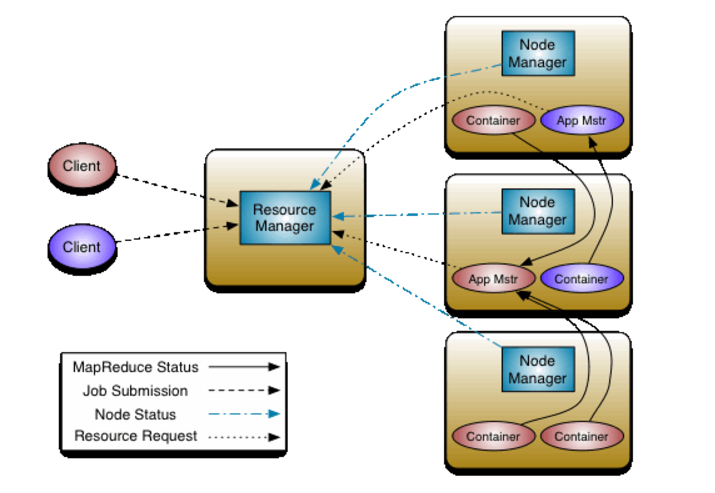 Node
Manager
Container
App Mstr
Client
Client
Resource
Manager
Node
Manager
App Mstr
Container
Node
Manager
Container
Container
MapReduce Status
Job Submission
Node Status
Resource Request